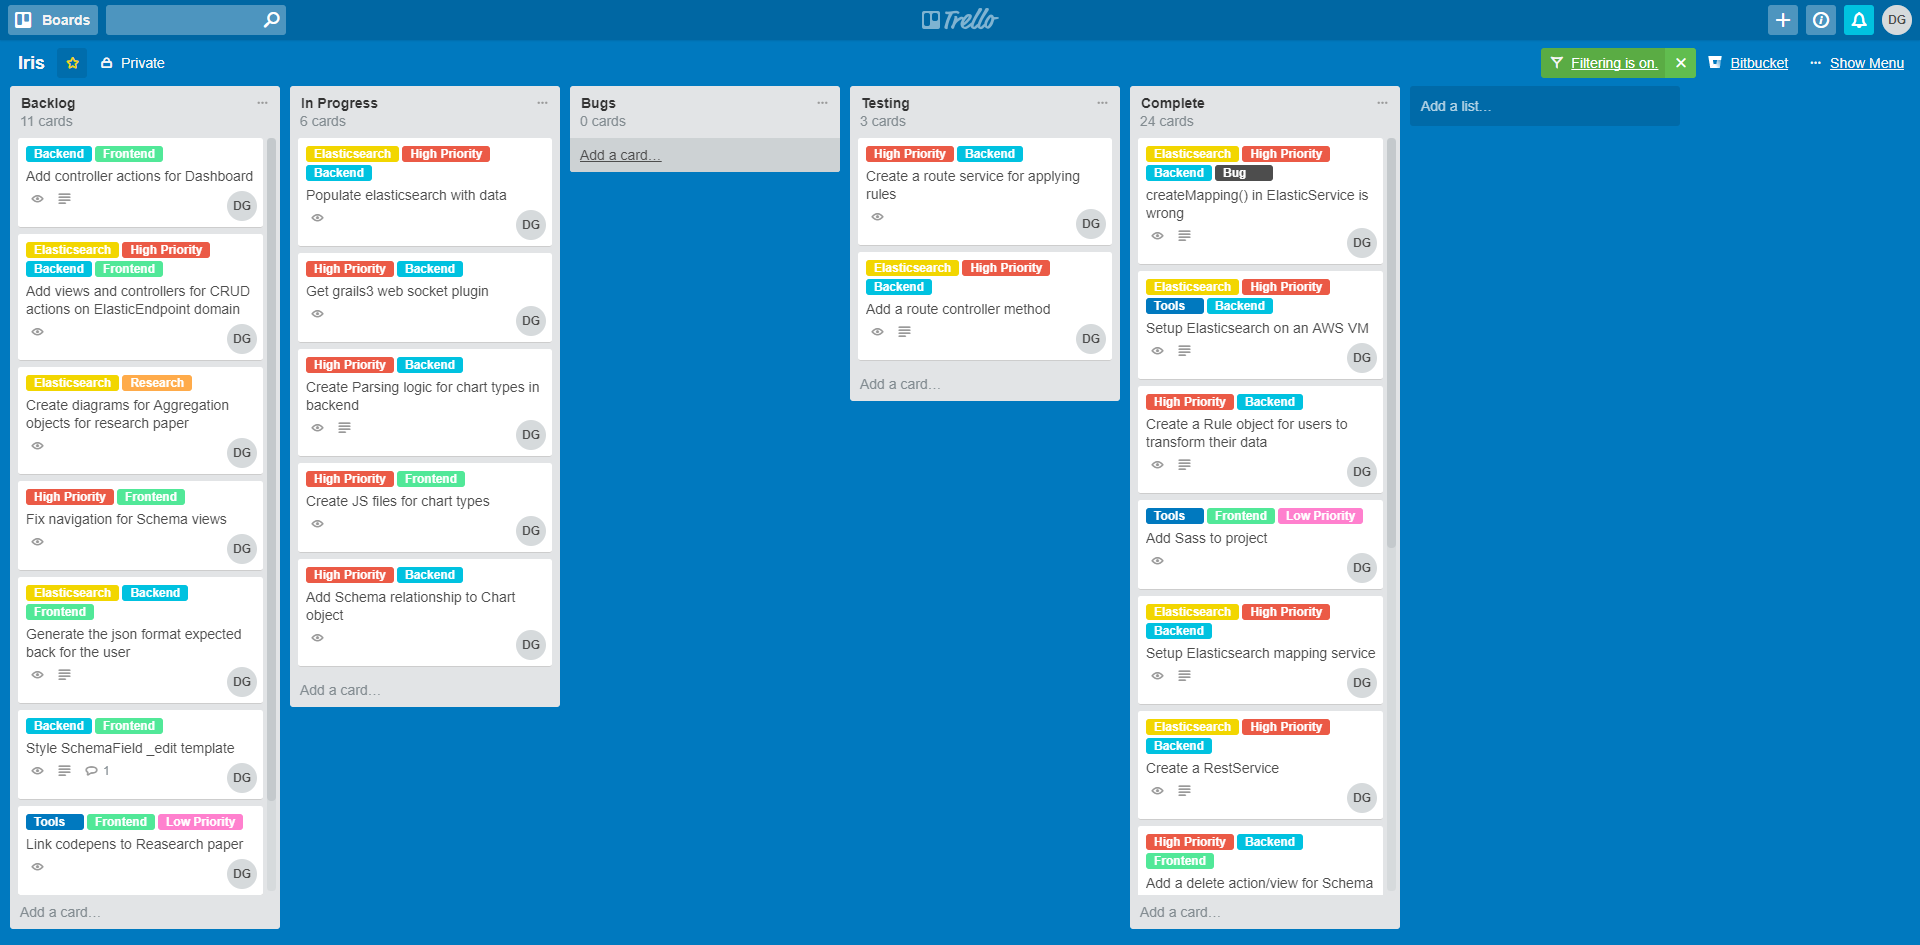 Boards
Trello
DG
Iris
Private
Filtering is on.
Bitbucket
Show Menu
Backlog
11 cards
Backend Frontend
Add controller actions for Dashboard
DG
Elasticsearch High Priority
Backend Frontend
Add views and controllers for CRUD
actions on ElasticEndpoint domain
DG
Elasticsearch Research
Create diagrams for Aggregation
objects for research paper
DG
High Priority Frontend
Fix navigation for Schema views
DG
Elasticsearch Backend
Frontend
Generate the json format expected
back for the user
DG
Backend Frontend
Style SchemaField _edit template
1
DG
Tools Frontend Low Priority
Link codepens to Reasearch paper
DG
Add a card...
In Progress
6 cards
Elasticsearch High Priority
Backend
Populate elasticsearch with data
DG
High Priority Backend
Get grails3 web socket plugin
DG
High Priority Backend
Create Parsing logic for chart types in
backend
DG
High Priority Frontend
Create JS files for chart types
DG
High Priority Backend
Add Schema relationship to Chart
object
DG
Add a card...
Bugs
0 cards
Add a card...
Testing
3 cards
High Priority Backend
Create a route service for applying
rules
DG
Elasticsearch High Priority
Backend
Add a route controller method
DG
Add a card...
Complete
24 cards
Elasticsearch High Priority
Backend Bug
createMapping() in ElasticService is
wrong
DG
Elasticsearch High Priority
Tools Backend
Setup Elasticsearch on an AWS VM
DG
High Priority Backend
Create a Rule object for users to
transform their data
DG
Tools Frontend Low Priority
Add Sass to project
DG
Elasticsearch High Priority
Backend
Setup Elasticsearch mapping service
DG
Elasticsearch High Priority
Backend
Create a RestService
DG
High Priority Backend
Frontend
Add a delete action/view for Schema
Add a card...
Add a list...